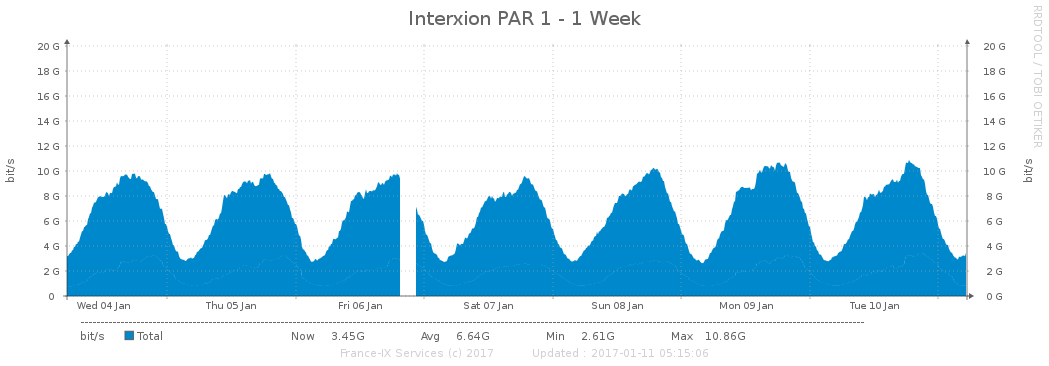 Interxion PAR 1 - 1 Week
RRDTOOL / TOBI OETIKER
20 G 20 G
18 G 18 G
16 G 16 G
14 G 14 G
12 G 12 G
10 G 10 G
8 G 8 G
6 G 6 G
4 G 4 G
2 G 2 G
0 0 G
bit/s
bit/s
Wed 04 Jan Thu 05 Jan Fri 06 Jan Sat 07 Jan Sun 08 Jan Mon 09 Jan Tue 10 Jan
bit/s Total Now 3.45G Avg 6.64G Min 2.61G Max 10.86G
France-IX Services (c) 2017 Updated : 2017-01-11 05:15:06